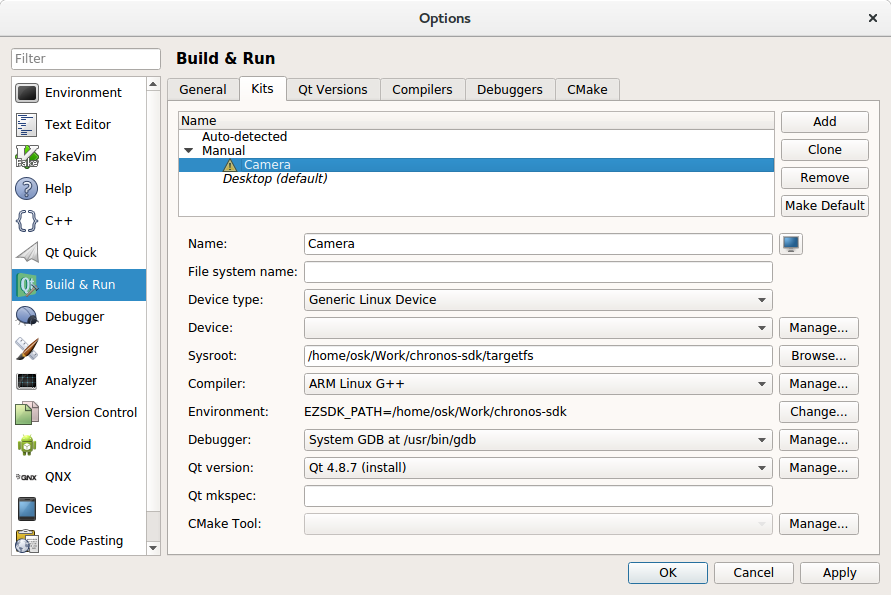 Options
Filter
Environment
Text Editor
FakeVim
Help
C++
Qt Quick
Build & Run
Debugger
Designer
Analyzer
Version Control
Android
QNX
Devices
Code Pasting
Build & Run
General Kits Qt Versions Compilers Debuggers CMake
Name
Auto-detected
Manual
Camera
Desktop (default)
Add
Clone
Remove
Make Default
Name: Camera
File system name:
Device type: Generic Linux Device
Device: Manage...
Sysroot: /home/osk/Work/chronos-sdk/targetfs Browse...
Compiler: ARM Linux G++ Manage...
Environment: EZSDK_PATH=/home/osk/Work/chronos-sdk Change...
Debugger: System GDB at /usr/bin/gdb Manage...
Qt version: Qt 4.8.7 (install) Manage...
Qt mkspec:
CMake Tool: Manage...
OK Cancel Apply